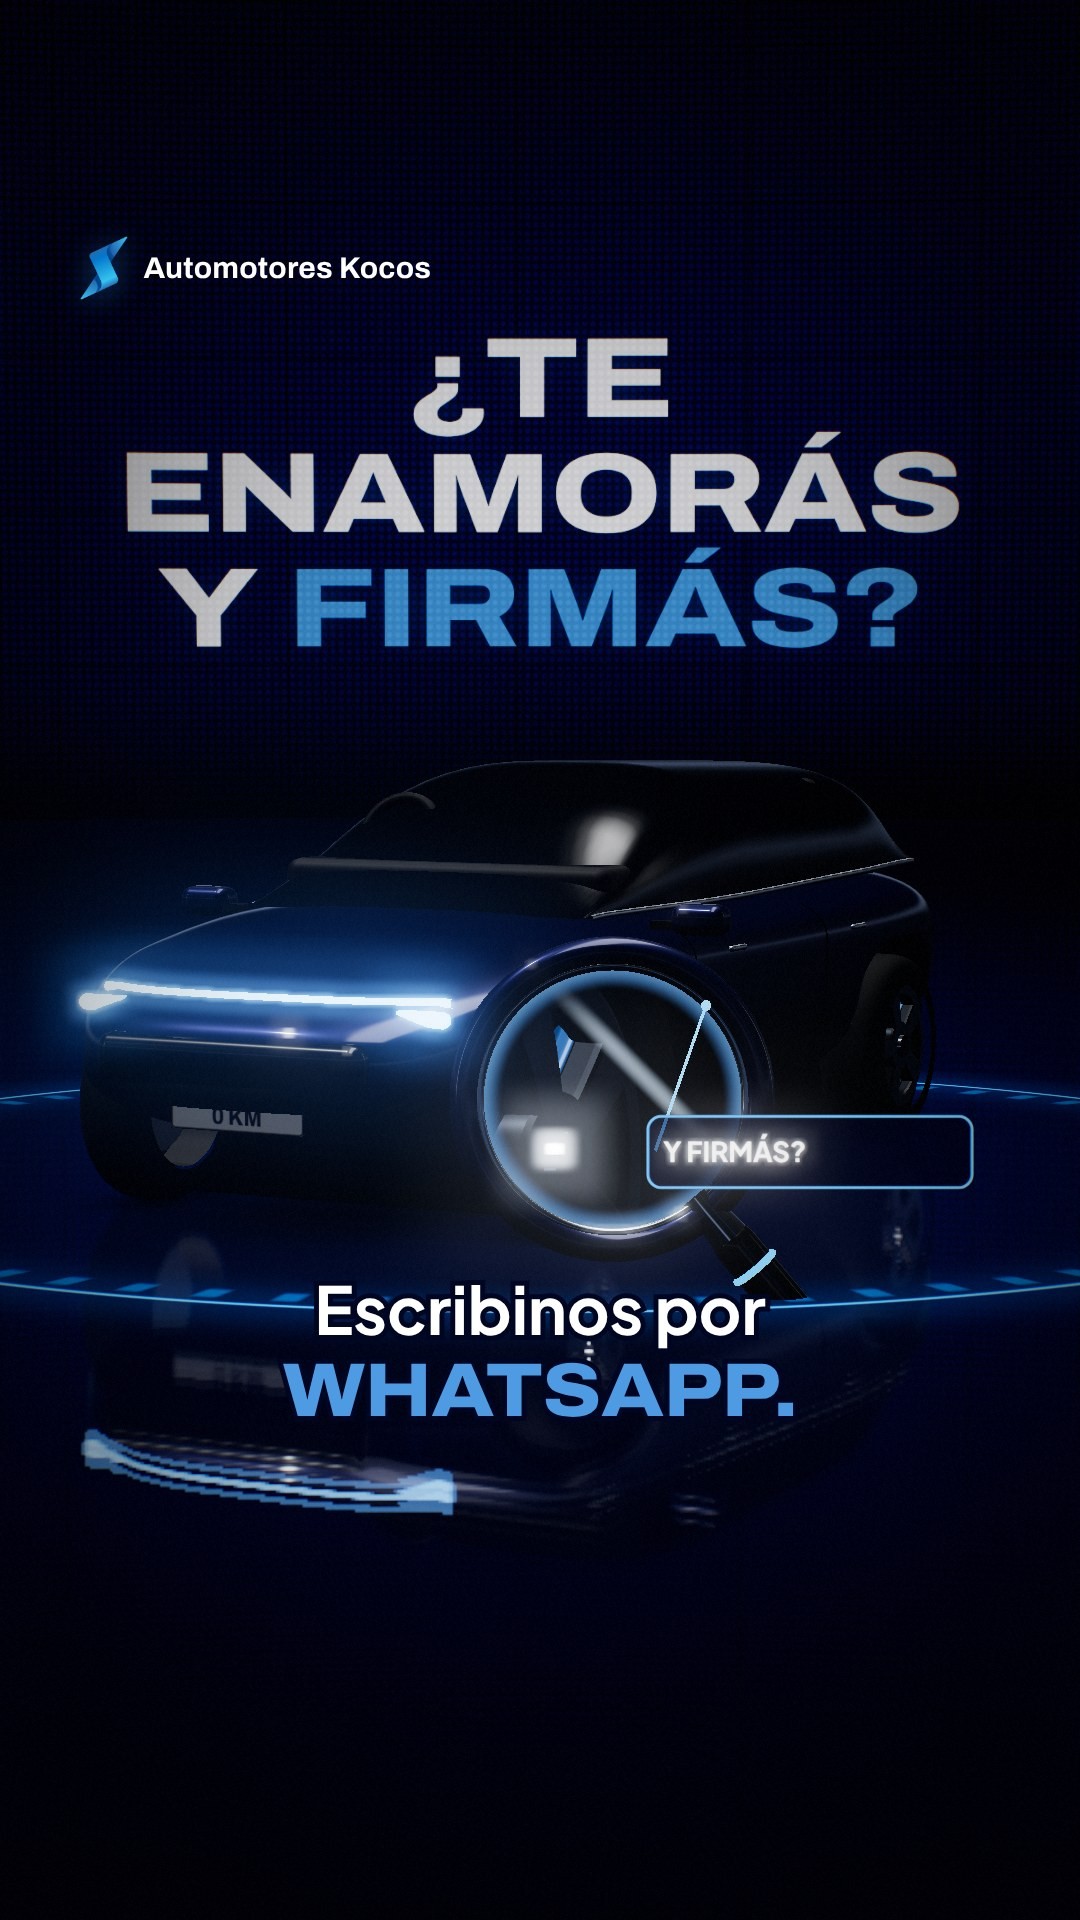 Automotores Kocos
¿TE
ENAMORÁS
Y FIRMÁS?
0 KM
Y FIRMÁS?
Escribinos por
WHATSAPP.